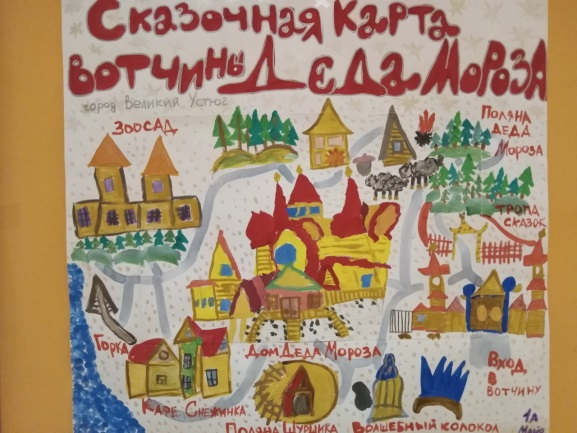 Сказочная карта
вотчины Деда Мороза
город Великий Устюг
ЗООСАД
Поляна
Деда
Мороза
Тропа
сказок
Горка
Дом Деда Мороза
Вход
в
вотчину
Кафе Снежинка
Поляна Шуршика
Волшебный колокол
1А